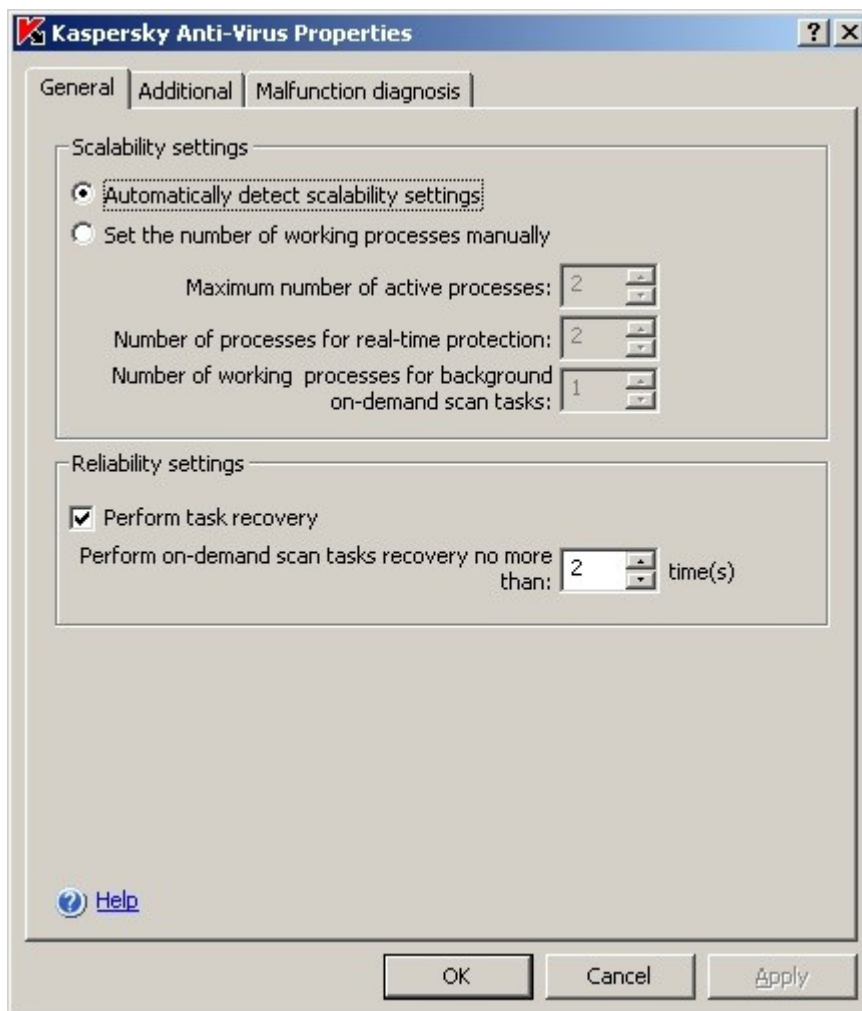 Kaspersky Anti-Virus Properties
General Additional Malfunction diagnosis
Scalability settings
Automatically detect scalability settings
Set the number of working processes manually
Maximum number of active processes: 2
Number of processes for real-time protection: 2
Number of working processes for background
on-demand scan tasks: 1
Reliability settings
Perform task recovery
Perform on-demand scan tasks recovery no more
than: 2 time(s)
Help
OK Cancel Apply